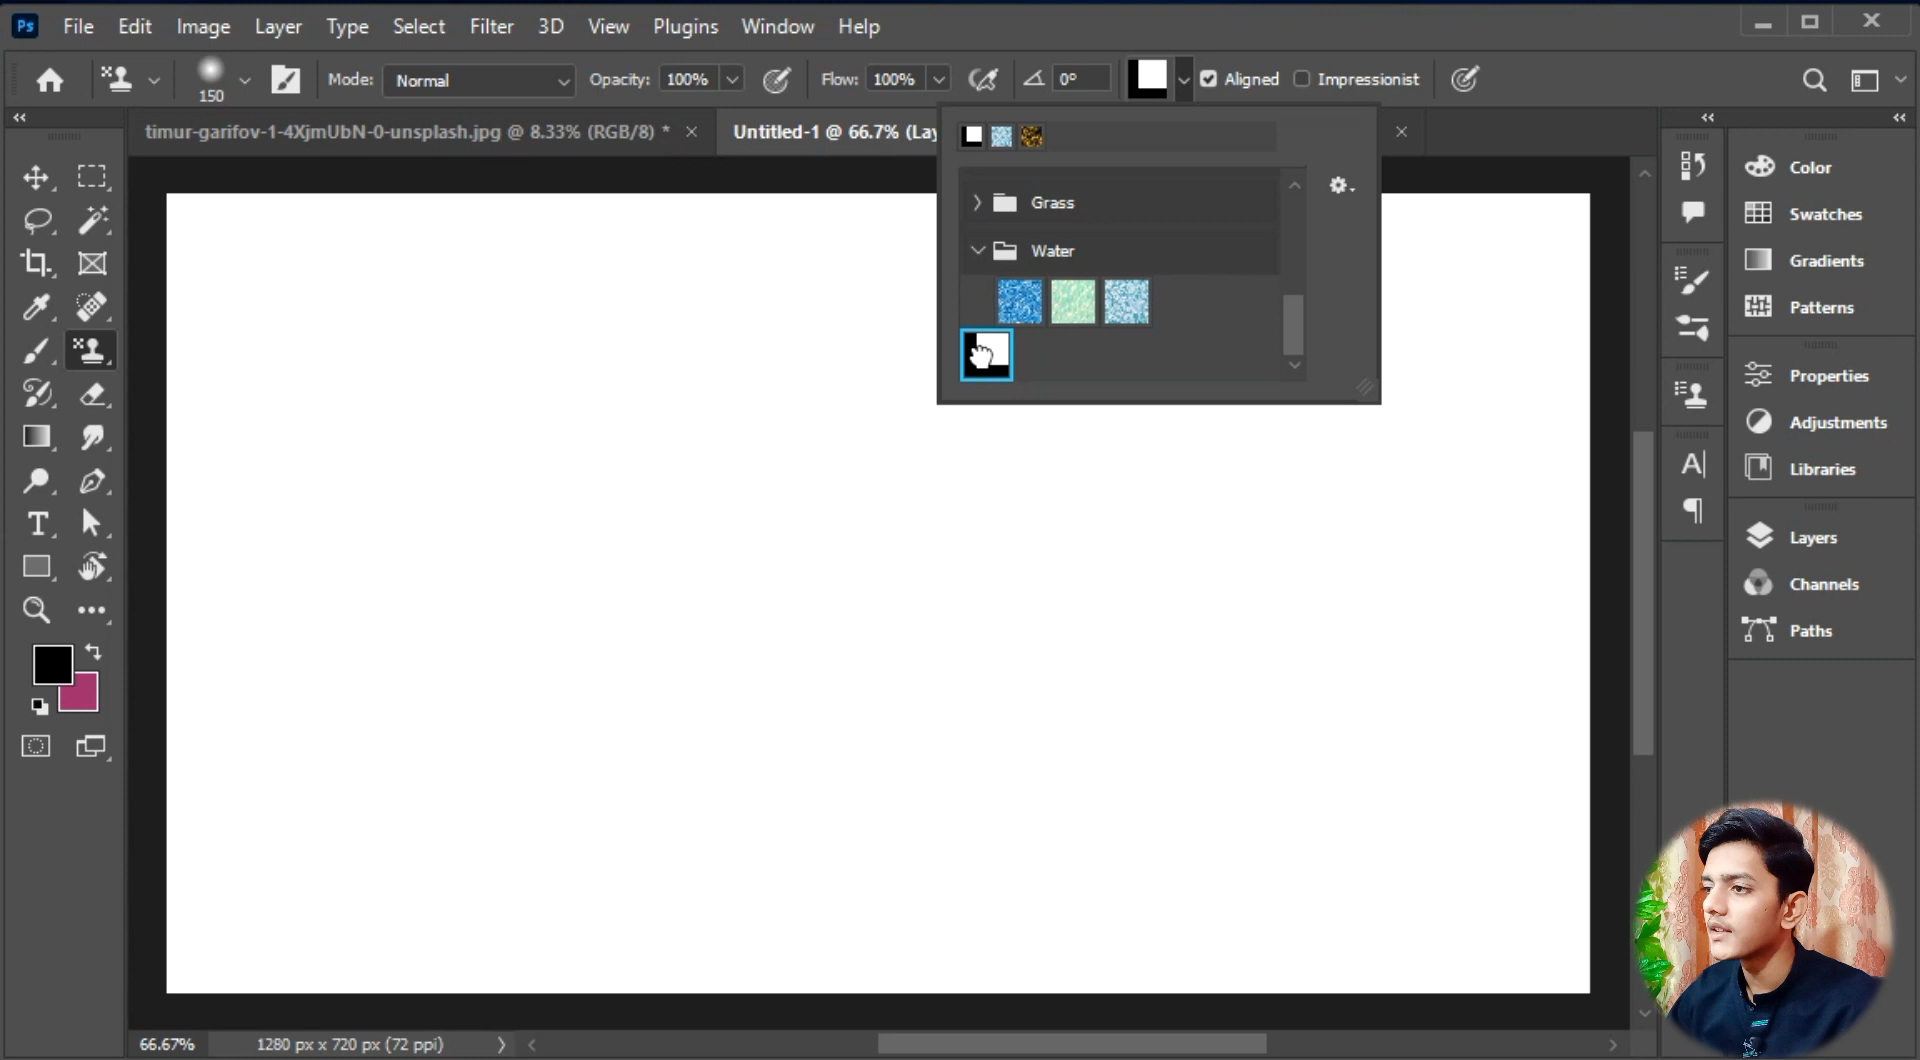 Ps File Edit Image Layer Type Select Filter 3D View Plugins Window Help
150 Mode: Normal Opacity: 100% Flow: 100% 0° Aligned Impressionist
timur-garifov-1-4XjmUbN-0-unsplash.jpg @ 8.33% (RGB/8) * Untitled-1 @ 66.7% (Lay
Grass
Water
Color
Swatches
Gradients
Patterns
Properties
Adjustments
Libraries
Layers
Channels
Paths
66.67% 1280 px x 720 px (72 ppi)